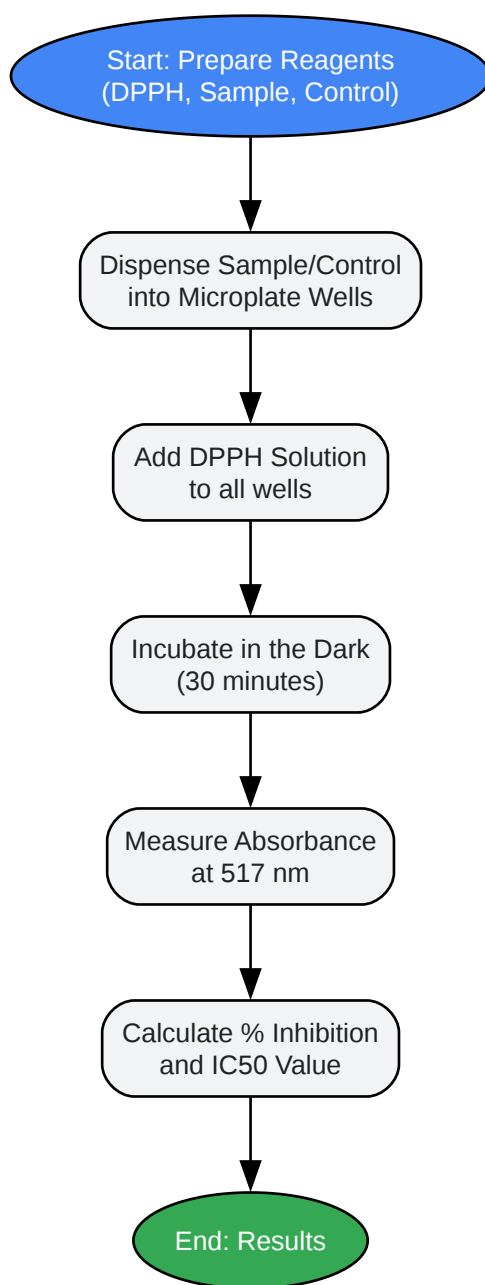 Start: Prepare Reagents
(DPPH, Sample, Control)
Dispense Sample/Control
into Microplate Wells
Add DPPH Solution
to all wells
Incubate in the Dark
(30 minutes)
Measure Absorbance
at 517 nm
Calculate % Inhibition
and IC50 Value
End: Results